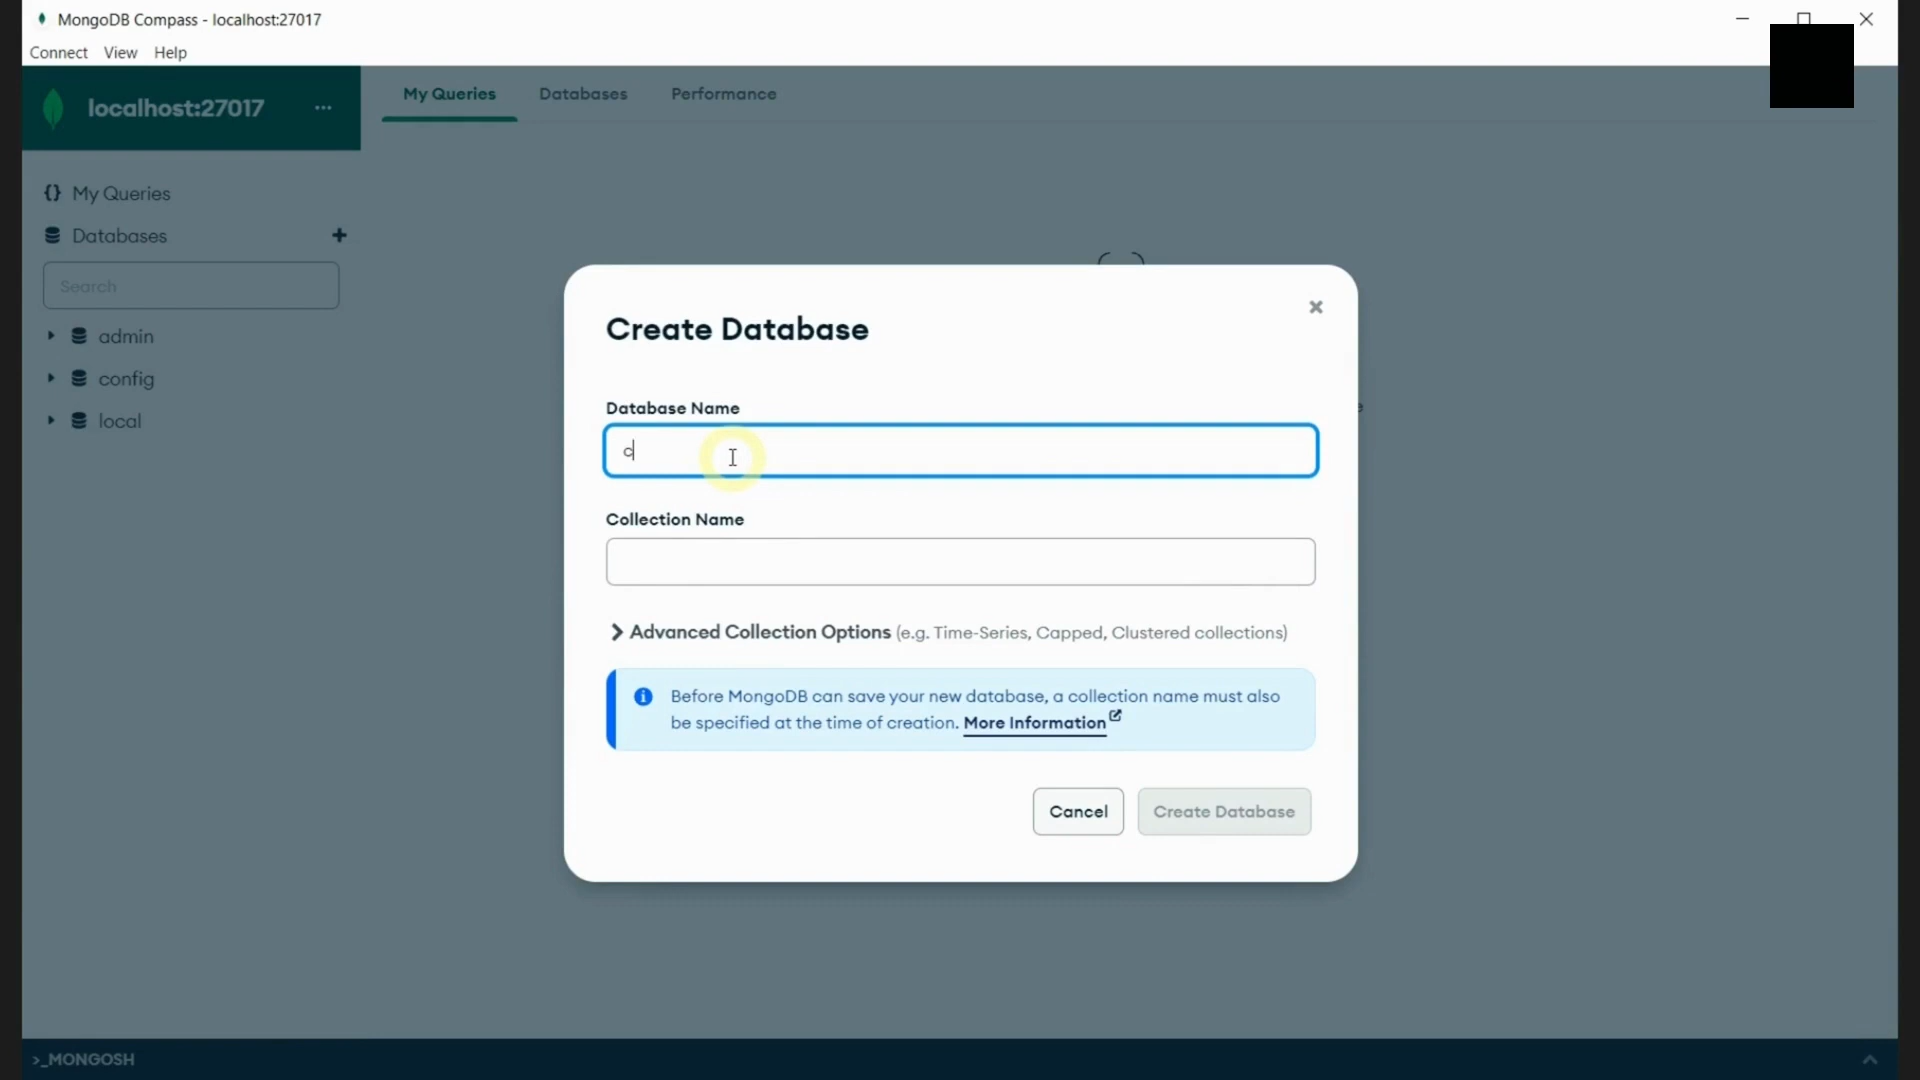 MongoDB Compass - localhost:27017
Connect View Help
localhost:27017 ...
My Queries Databases Performance
{} My Queries
Databases +
Search
admin
config
local
Create Database
Database Name
c
Collection Name
Advanced Collection Options (e.g. Time-Series, Capped, Clustered collections)
Before MongoDB can save your new database, a collection name must also
be specified at the time of creation. More Information
Cancel Create Database
>_MONGOSH